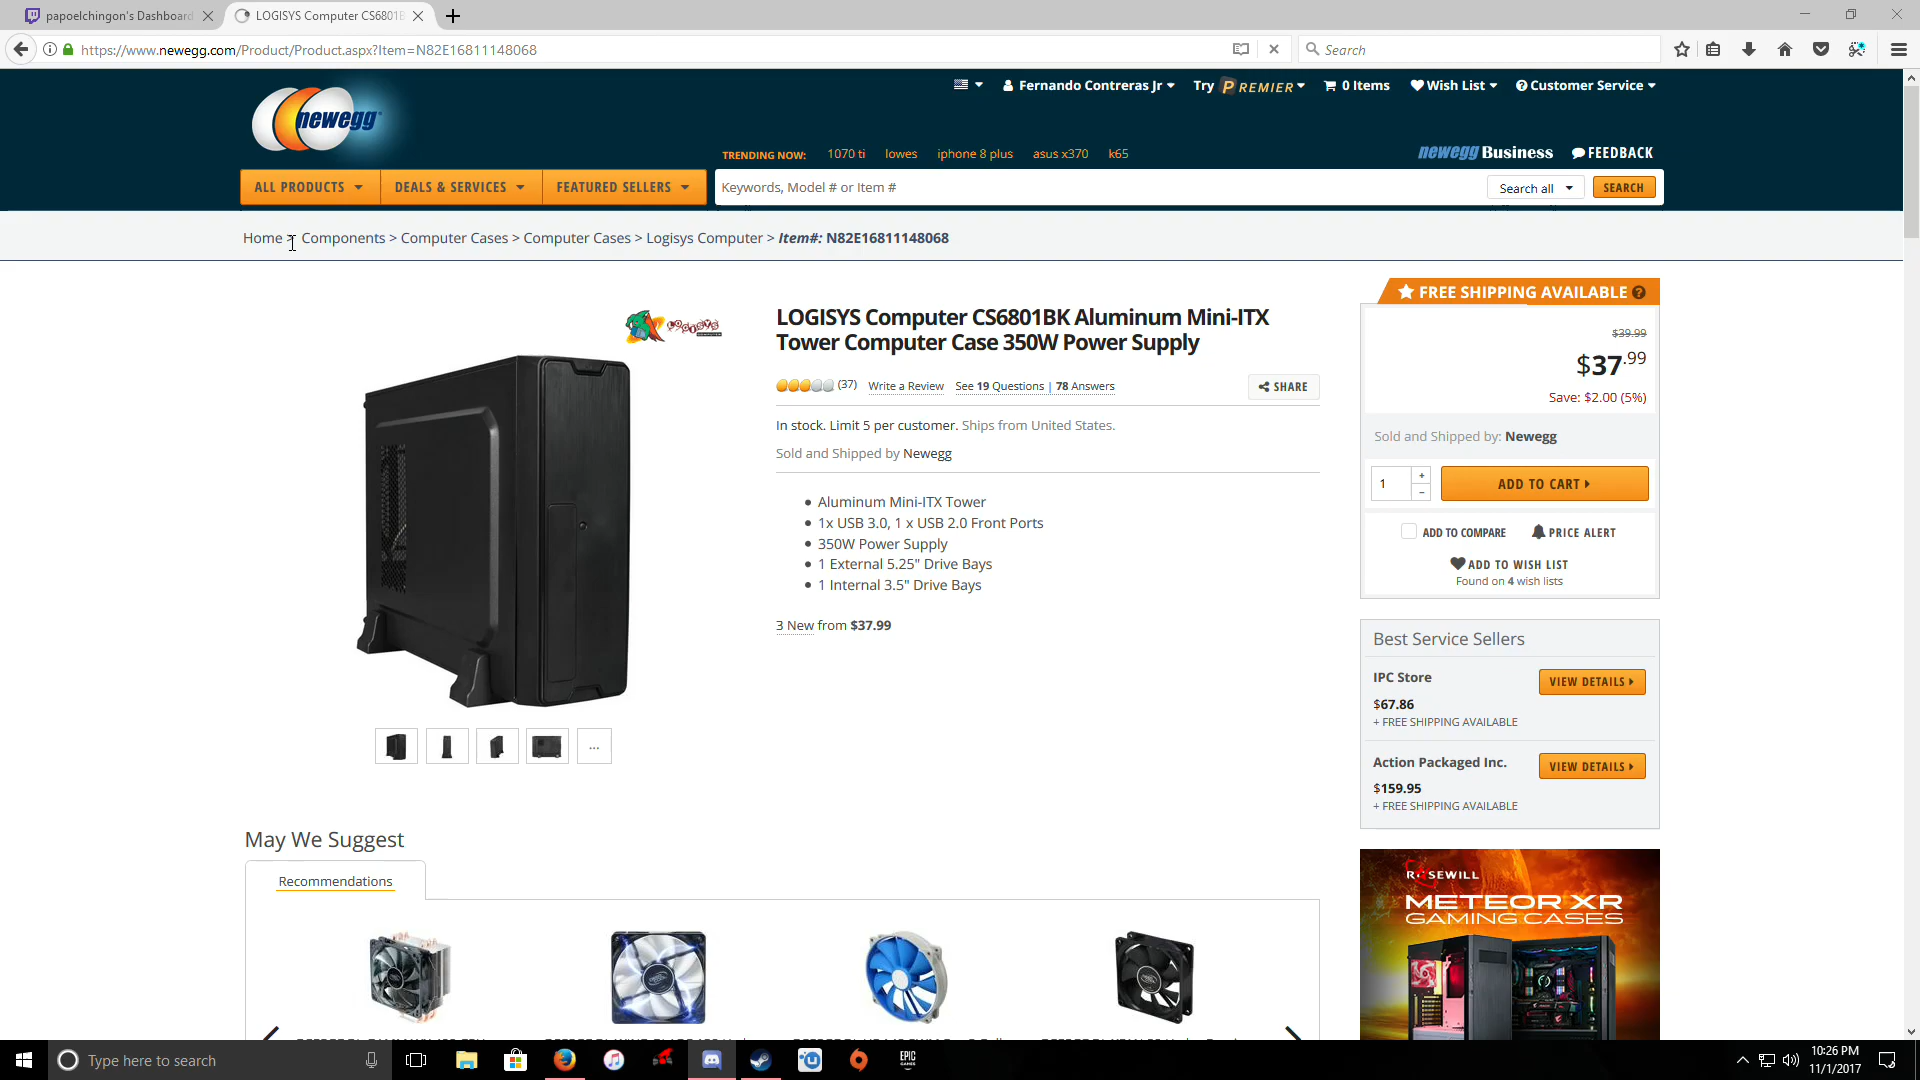 papoelchingon's Dashboard
LOGISYS Computer CS6801B
https://www.newegg.com/Product/Product.aspx?Item=N82E16811148068
Search
newegg
Fernando Contreras Jr
Try PREMIER
0 Items
Wish List
Customer Service
TRENDING NOW: 1070 ti lowes iphone 8 plus asus x370 k65
newegg Business
FEEDBACK
ALL PRODUCTS
DEALS & SERVICES
FEATURED SELLERS
Keywords, Model # or Item #
Search all
SEARCH
Home > Components > Computer Cases > Computer Cases > Logisys Computer > Item#: N82E16811148068
FREE SHIPPING AVAILABLE ?
logisys
LOGISYS Computer CS6801BK Aluminum Mini-ITX
Tower Computer Case 350W Power Supply
(37) Write a Review See 19 Questions | 78 Answers
SHARE
In stock. Limit 5 per customer. Ships from United States.
Sold and Shipped by Newegg
• Aluminum Mini-ITX Tower
• 1x USB 3.0, 1 x USB 2.0 Front Ports
• 350W Power Supply
• 1 External 5.25" Drive Bays
• 1 Internal 3.5" Drive Bays
3 New from $37.99
...
$39.99
$37.99
Save: $2.00 (5%)
Sold and Shipped by: Newegg
1
+
−
ADD TO CART
ADD TO COMPARE
PRICE ALERT
ADD TO WISH LIST
Found on 4 wish lists
Best Service Sellers
IPC Store
VIEW DETAILS
$67.86
+ FREE SHIPPING AVAILABLE
Action Packaged Inc.
VIEW DETAILS
$159.95
+ FREE SHIPPING AVAILABLE
May We Suggest
Recommendations
ROSEWILL
METEOR XR
GAMING CASES
Type here to search
EPIC
GAMES
10:26 PM
11/1/2017